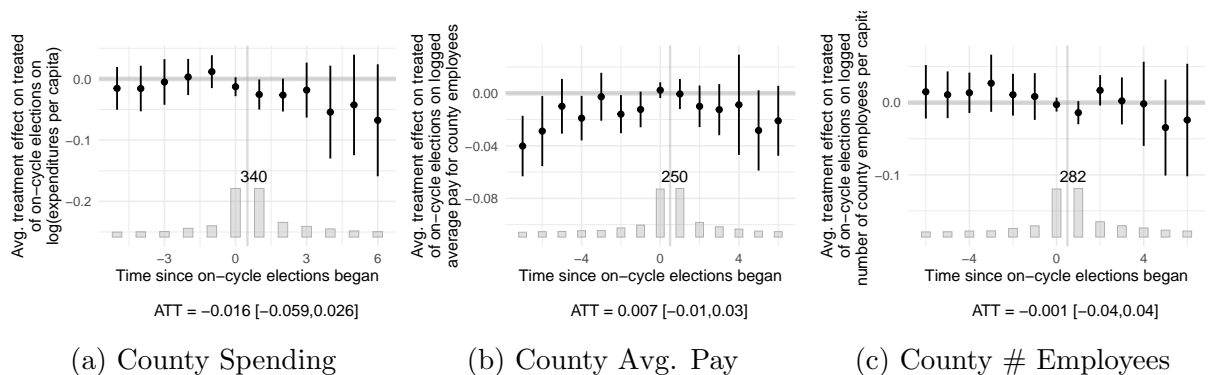 Avg. treatment effect on treated
of on−cycle elections on
log(expenditures per capita)
0.0
−0.1
−0.2
340
−3
0
3
6
Time since on−cycle elections began
ATT = −0.016 [−0.059,0.026]
(a) County Spending
Avg. treatment effect on treated
of on−cycle elections on logged
average pay for county employees
0.00
−0.04
−0.08
250
−4
0
4
Time since on−cycle elections began
ATT = 0.007 [−0.01,0.03]
(b) County Avg. Pay
Avg. treatment effect on treated
of on−cycle elections on logged
number of county employees per capita
0.0
−0.1
282
−4
0
4
Time since on−cycle elections began
ATT = −0.001 [−0.04,0.04]
(c) County # Employees